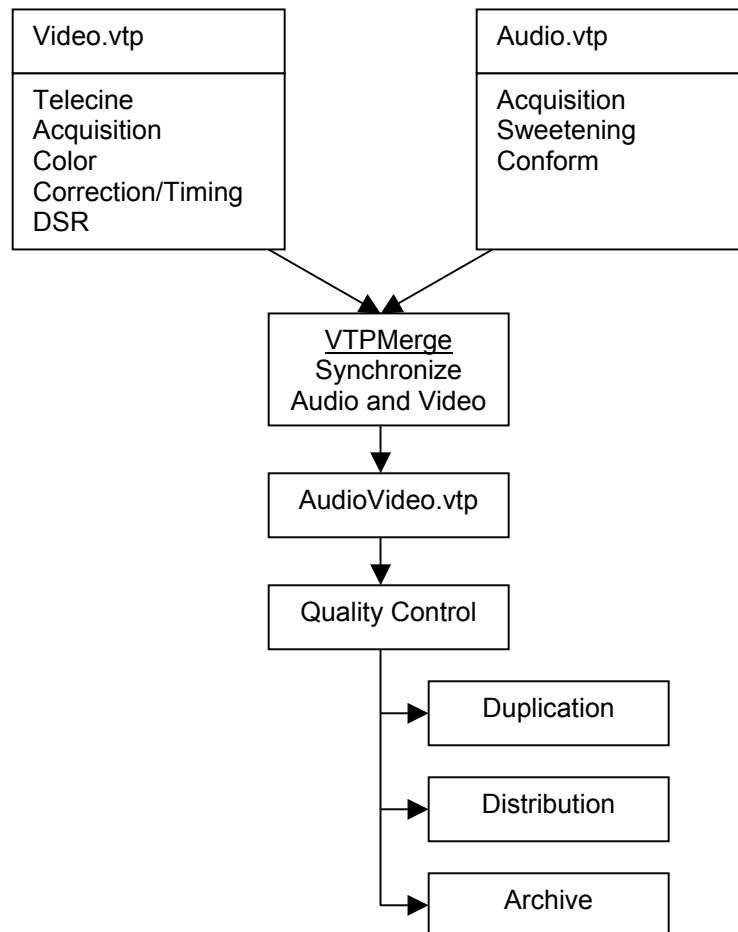 Video.vtp
Telecine
Acquisition
Color
Correction/Timing
DSR
Audio.vtp
Acquisition
Sweetening
Conform
VTPMerge
Synchronize
Audio and Video
AudioVideo.vtp
Quality Control
Duplication
Distribution
Archive